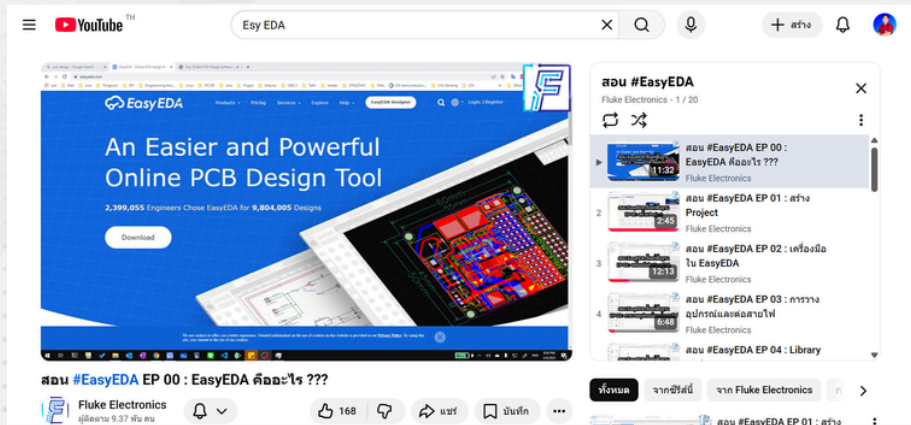 YouTube TH
Esy EDA
สร้าง
EasyEDA
Products
Pricing
Services
Explore
Help
EasyEDA Designer
Login | Register
An Easier and Powerful
Online PCB Design Tool
2,399,055 Engineers Chose EasyEDA for 9,804,005 Designs
Download
สอน #EasyEDA EP 00 : EasyEDA คืออะไร ???
Fluke Electronics
ผู้ติดตาม 9.37 พัน คน
168
แชร์
บันทึก
สอน #EasyEDA
Fluke Electronics - 1 / 20
11:32
สอน #EasyEDA EP 00 :
EasyEDA คืออะไร ???
Fluke Electronics
2
2:45
สอน #EasyEDA EP 01 : สร้าง
Project
Fluke Electronics
3
12:13
สอน #EasyEDA EP 02 : เครื่องมือ
ใน EasyEDA
Fluke Electronics
4
6:48
สอน #EasyEDA EP 03 : การวาง
อุปกรณ์และต่อสายไฟ
Fluke Electronics
สอน #EasyEDA EP 04 : Library
ทั้งหมด
จากซีรีส์นี้
จาก Fluke Electronics
สอน #EasyEDA EP 01 : สร้าง